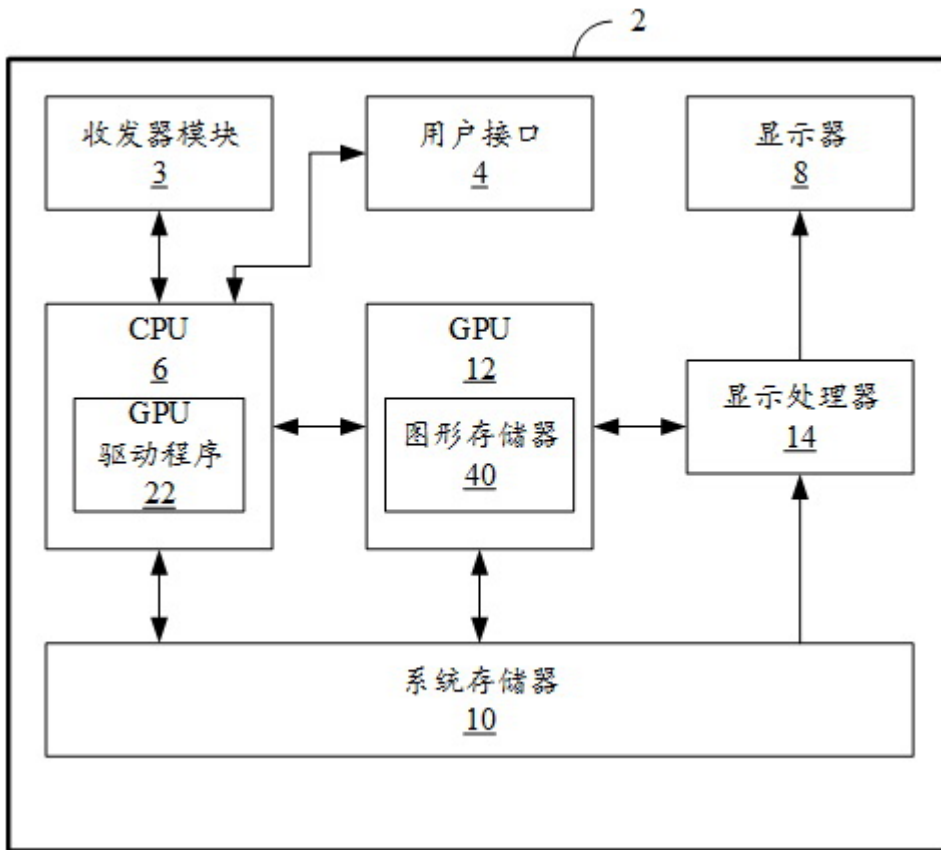 2
收发器模块
3
用户接口
4
显示器
8
CPU
6
GPU
驱动程序
22
GPU
12
图形存储器
40
显示处理器
14
系统存储器
10